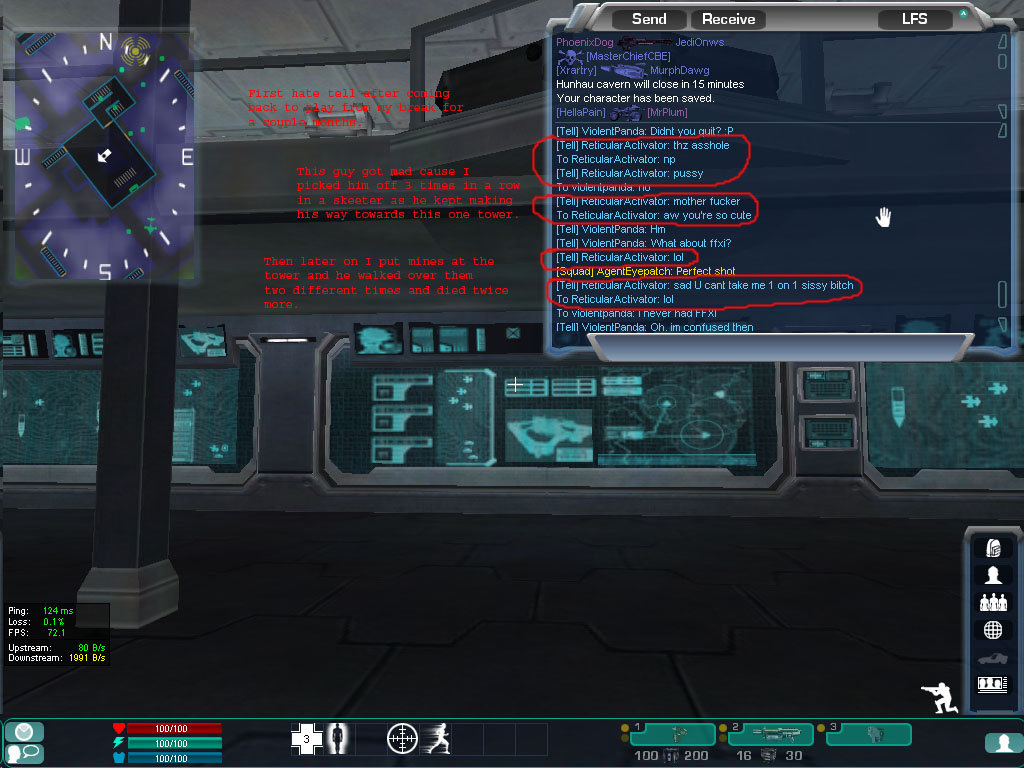 Send Receive LFS
PhoenixDog JediOnws
[MasterChiefCBE]
[Xrartry] MurphDawg
Hunhau cavern will close in 15 minutes
Your character has been saved.
[HellaPain] [MrPlum]
[Tell] ViolentPanda: Didnt you quit? :P
[Tell] ReticularActivator: thz asshole
To ReticularActivator: np
[Tell] ReticularActivator: pussy
To violentpanda: no
[Tell] ReticularActivator: mother fucker
To ReticularActivator: aw you're so cute
[Tell] ViolentPanda: Hm
[Tell] ViolentPanda: What about ffxi?
[Tell] ReticularActivator: lol
[Squad] AgentEyepatch: Perfect shot
[Tell] ReticularActivator: sad U cant take me 1 on 1 sissy bitch
To ReticularActivator: lol
To violentpanda: i never had FFXI
[Tell] ViolentPanda: Oh. im confused then
N
W
E
S
First hate tell after coming
back to play from my break for
a couple months.
This guy got mad cause I
picked him off 3 times in a row
in a skeeter as he kept making
his way towards this one tower.
Then later on I put mines at the
tower and he walked over them
two different times and died twice
more.
Ping: 124 ms
Loss: 0.1%
FPS: 72.1
Upstream: 80 B/s
Downstream: 1991 B/s
100/100
100/100
100/100
3
1
2
3
100 200
16 30